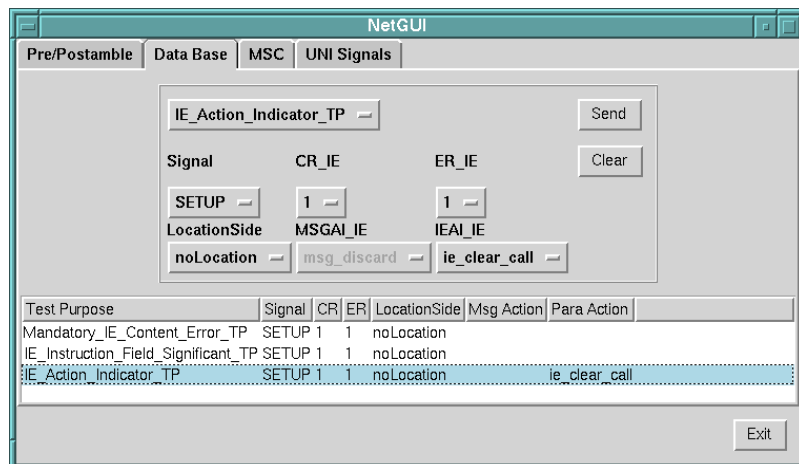 NetGUI
Pre/Postamble Data Base MSC UNI Signals
IE_Action_Indicator_TP Send
Signal CR_IE ER_IE Clear
SETUP 1 1
LocationSide MSGAI_IE IEAI_IE
noLocation msg_discard ie_clear_call
Test Purpose Signal CR ER LocationSide Msg Action Para Action
Mandatory_IE_Content_Error_TP SETUP 1 1 noLocation
IE_Instruction_Field_Significant_TP SETUP 1 1 noLocation
IE_Action_Indicator_TP SETUP 1 1 noLocation ie_clear_call
Exit